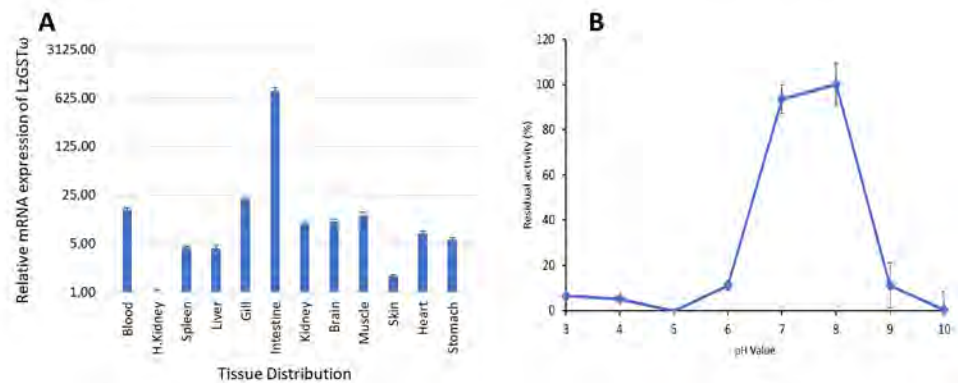 A
Relative mRNA expression of LzGSTω
3125.00
625.00
125.00
25.00
5.00
1.00
Blood
H.Kidney
Spleen
Liver
Gill
Intestine
Kidney
Brain
Muscle
Skin
Heart
Stomach
Tissue Distribution
B
Residual activity (%)
120
100
80
60
40
20
0
3 4 5 6 7 8 9 10
pH Value